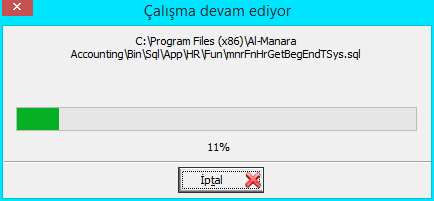 Çalışma devam ediyor
C:\Program Files (x86)\Al-Manara
Accounting\Bin\Sql\App\HR\Fun\mnrFnHrGetBegEndTSys.sql
11%
İptal